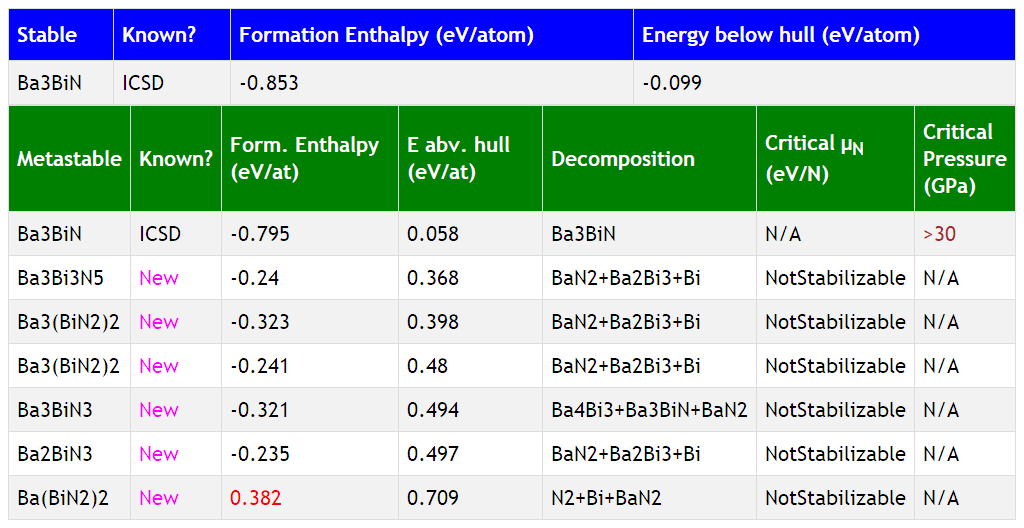 Stable Known? Formation Enthalpy (eV/atom) Energy below hull (eV/atom)
Ba3BiN ICSD -0.853 -0.099
Metastable Known? Form. Enthalpy (eV/at) E abv. hull (eV/at) Decomposition Critical μN (eV/N) Critical Pressure (GPa)
Ba3BiN ICSD -0.795 0.058 Ba3BiN N/A >30
Ba3Bi3N5 New -0.24 0.368 BaN2+Ba2Bi3+Bi NotStabilizable N/A
Ba3(BiN2)2 New -0.323 0.398 BaN2+Ba2Bi3+Bi NotStabilizable N/A
Ba3(BiN2)2 New -0.241 0.48 BaN2+Ba2Bi3+Bi NotStabilizable N/A
Ba3BiN3 New -0.321 0.494 Ba4Bi3+Ba3BiN+BaN2 NotStabilizable N/A
Ba2BiN3 New -0.235 0.497 BaN2+Ba2Bi3+Bi NotStabilizable N/A
Ba(BiN2)2 New 0.382 0.709 N2+Bi+BaN2 NotStabilizable N/A